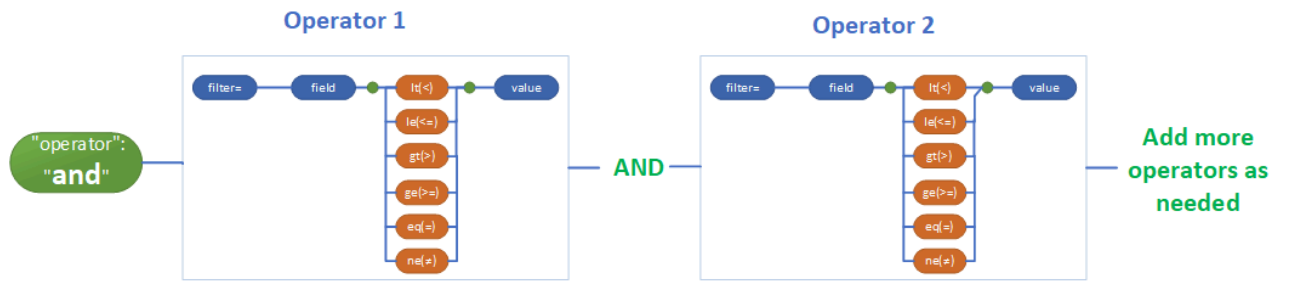 Operator 1
Operator 2
"operator":
"and"
filter=
field
lt(<)
le(<=)
gt(>)
ge(>=)
eq(=)
ne(≠)
value
AND
filter=
field
lt(<)
le(<=)
gt(>)
ge(>=)
eq(=)
ne(≠)
value
Add more
operators as
needed